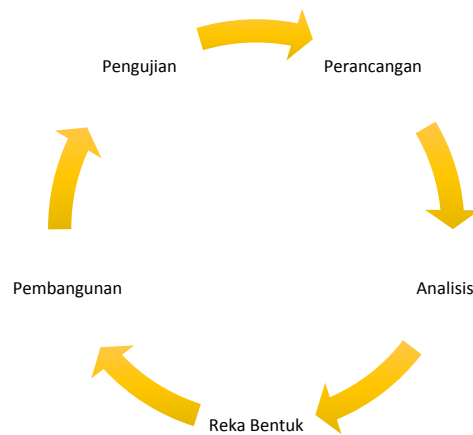 Pengujian
Perancangan
Pembangunan
Analisis
Reka Bentuk